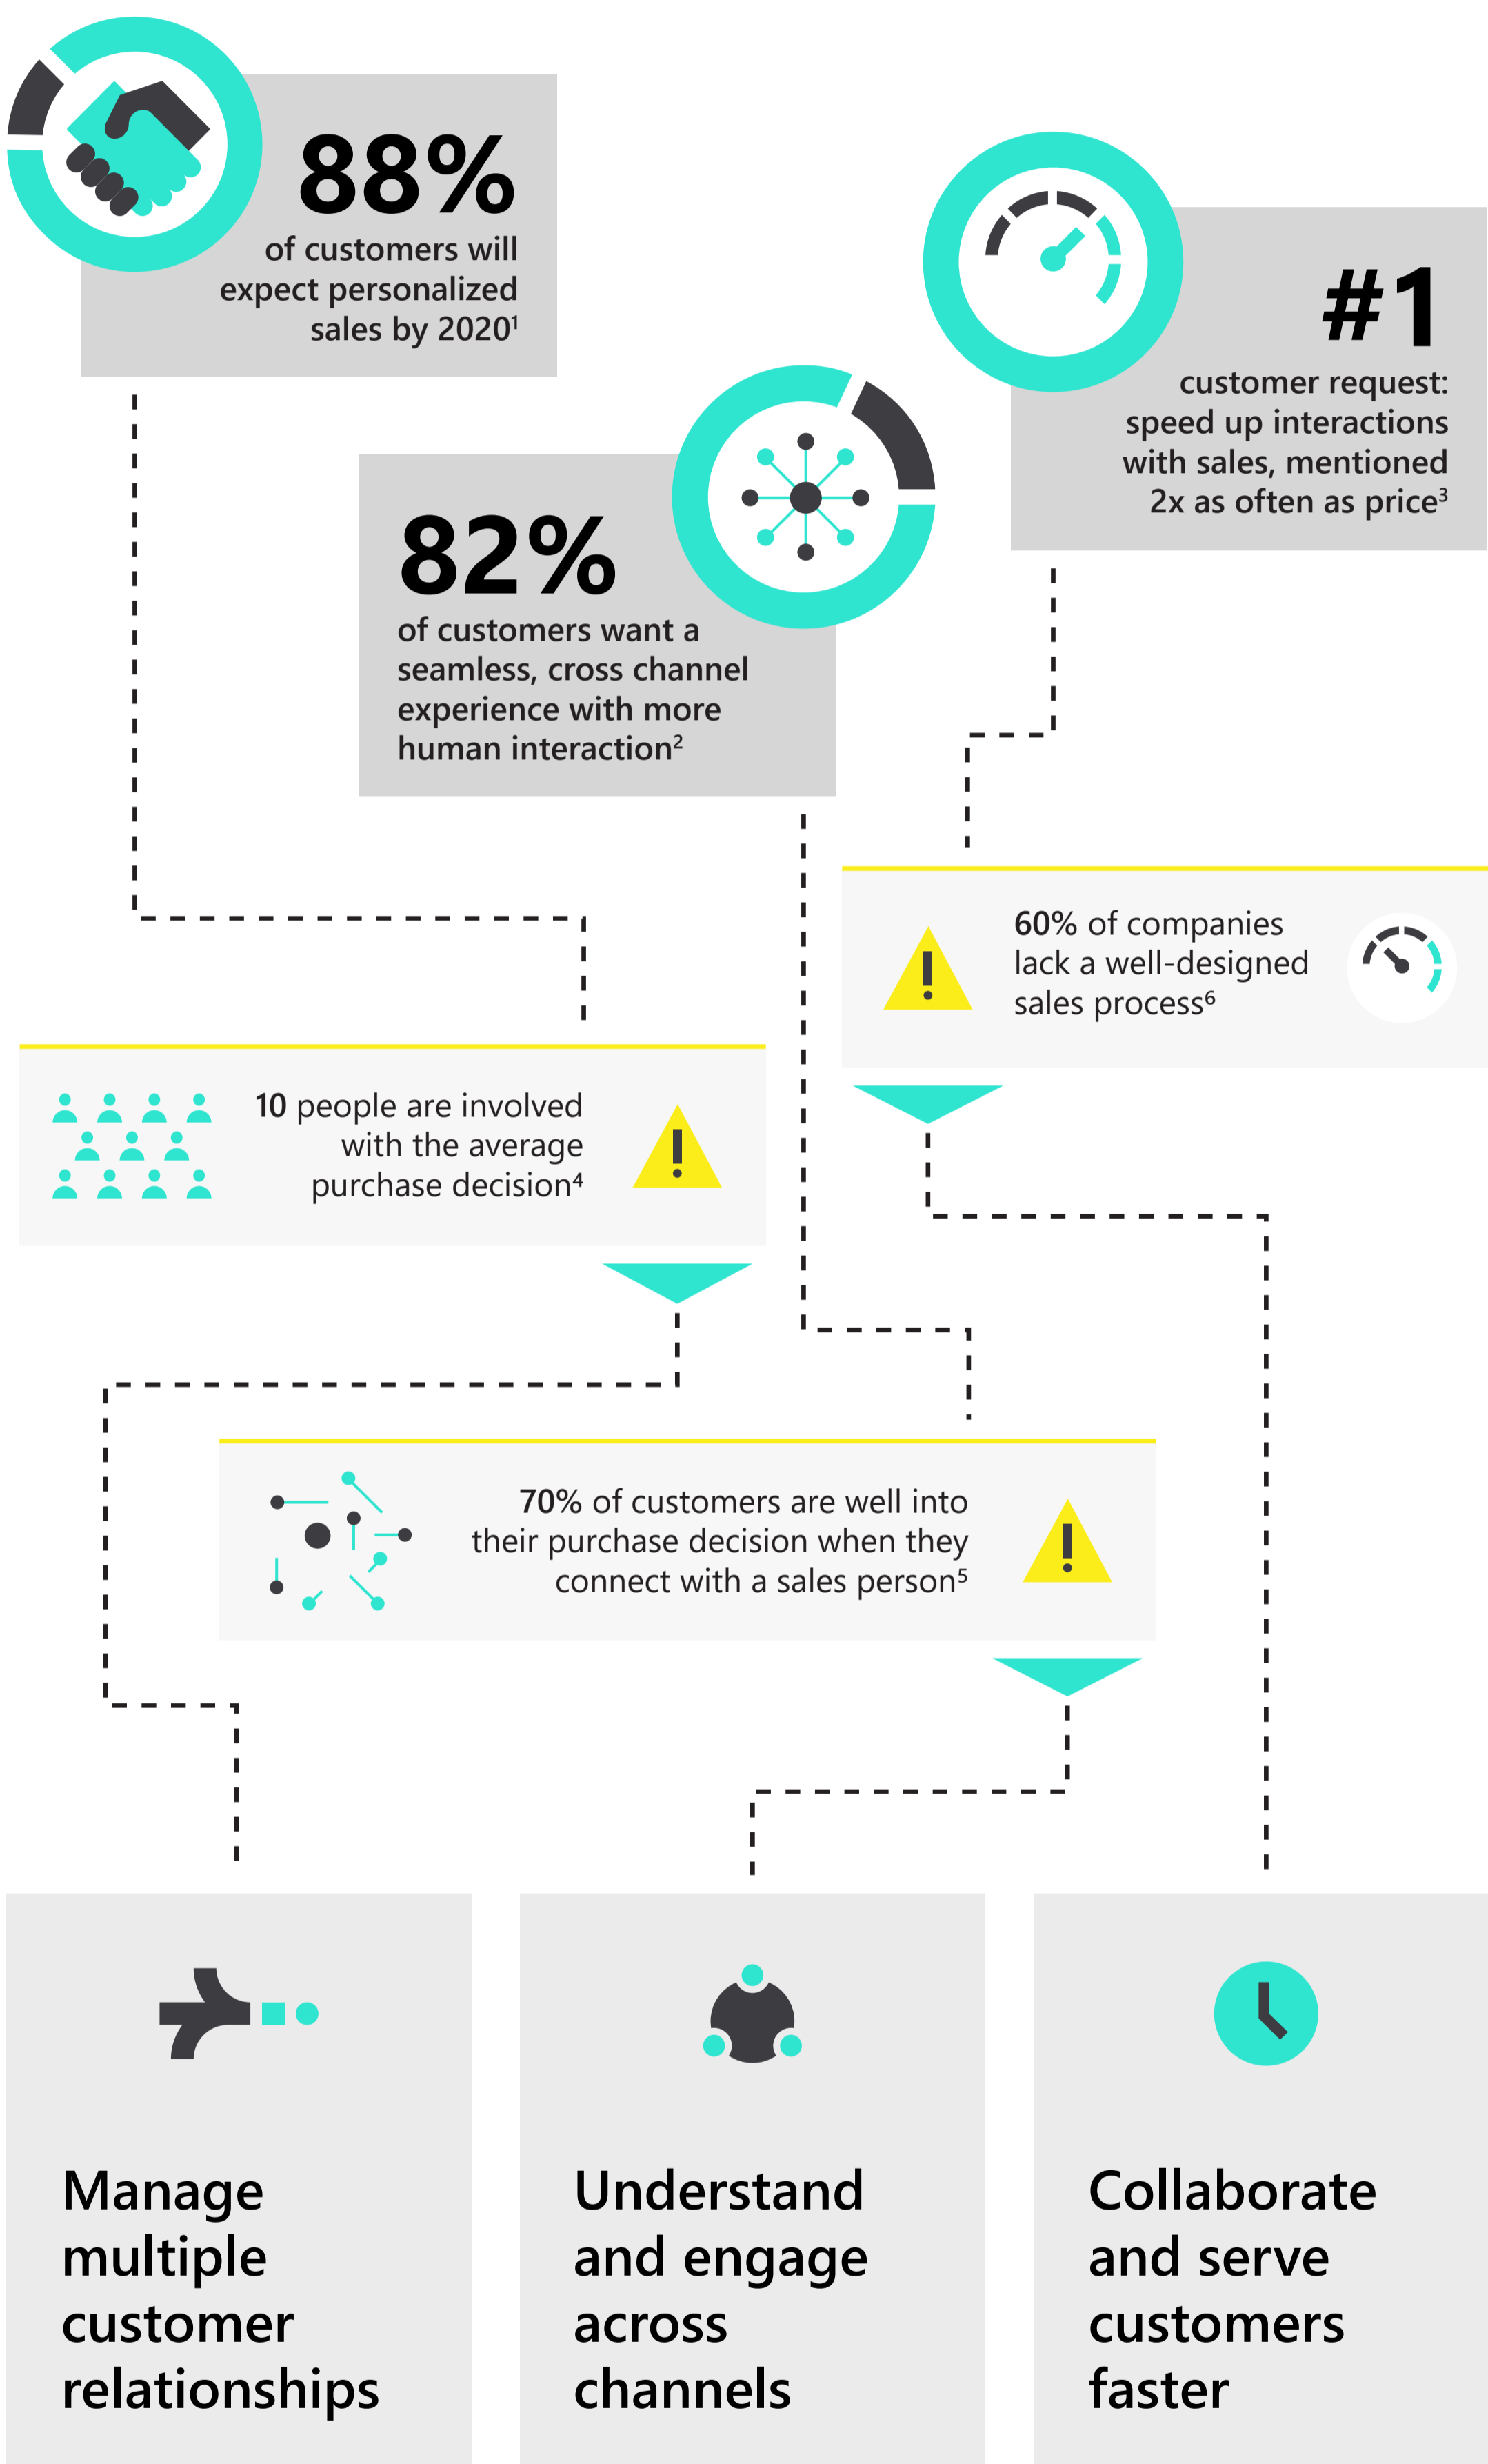 88%
of customers will
expect personalized
sales by 2020¹
#1
customer request:
speed up interactions
with sales, mentioned
2x as often as price³
82%
of customers want a
seamless, cross channel
experience with more
human interaction²
60% of companies
lack a well-designed
sales process⁶
10 people are involved
with the average
purchase decision⁴
70% of customers are well into
their purchase decision when they
connect with a sales person⁵
Manage
multiple
customer
relationships
Understand
and engage
across
channels
Collaborate
and serve
customers
faster